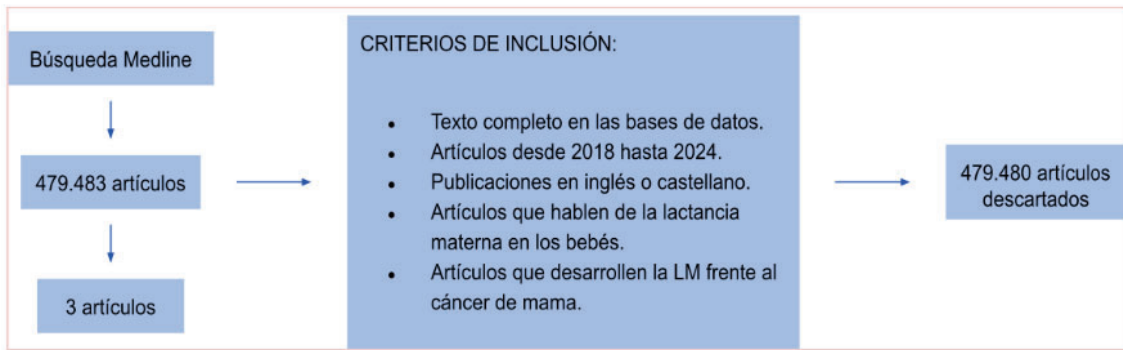 Búsqueda Medline
479.483 artículos
3 artículos
CRITERIOS DE INCLUSIÓN:
• Texto completo en las bases de datos.
• Artículos desde 2018 hasta 2024.
• Publicaciones en inglés o castellano.
• Artículos que hablen de la lactancia
materna en los bebés.
• Artículos que desarrollen la LM frente al
cáncer de mama.
479.480 artículos
descartados